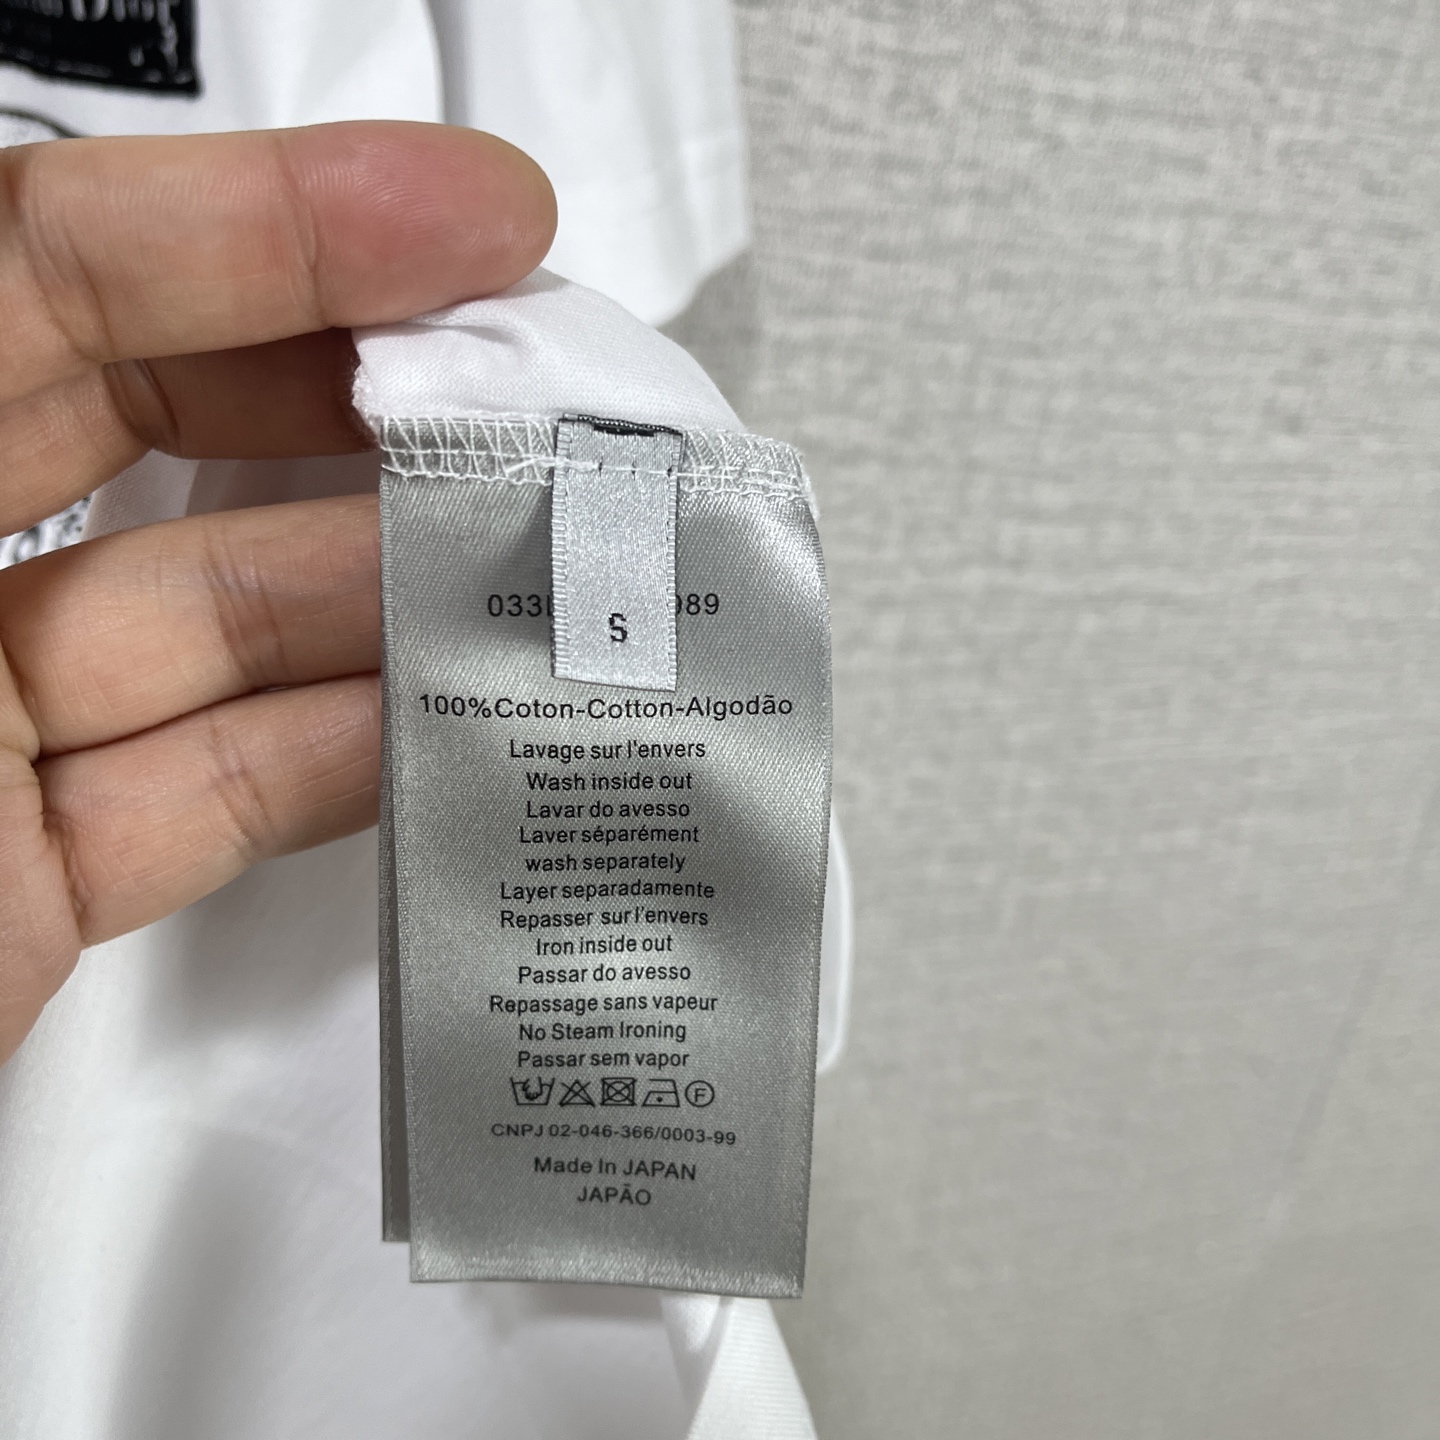 Dior
S
100%Coton-Cotton-Algodão
Lavage sur l'envers
Wash inside out
Lavar do avesso
Laver séparément
wash separately
Layer separadamente
Repasser sur l'envers
Iron inside out
Passar do avesso
Repassage sans vapeur
No Steam Ironing
Passar sem vapor
F
CNPJ 02-046-366/0003-99
Made In JAPAN
JAPÃO